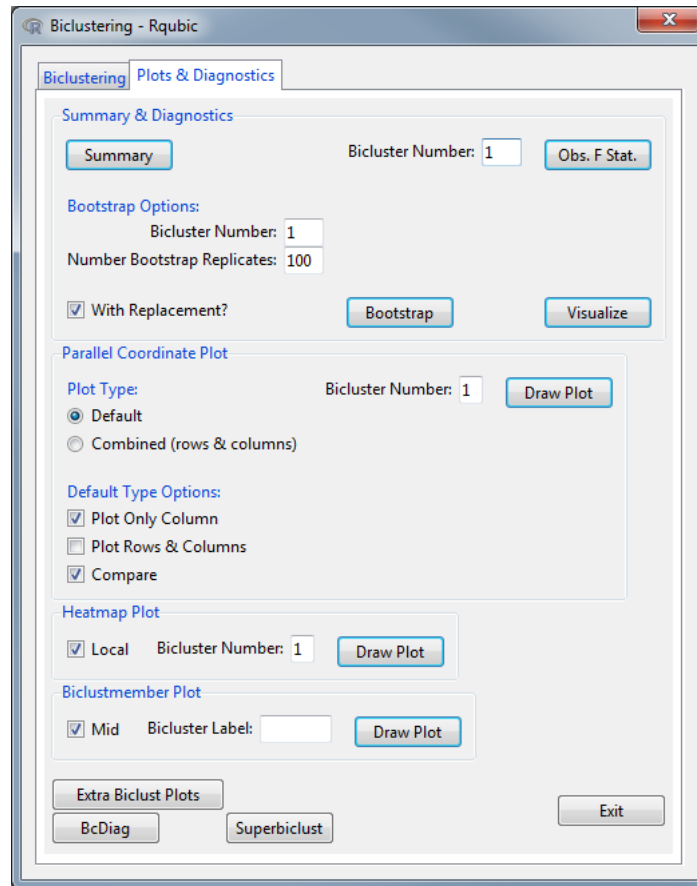 Biclustering - Rqubic
Biclustering Plots & Diagnostics
Summary & Diagnostics
Summary Bicluster Number: 1 Obs. F Stat.
Bootstrap Options:
Bicluster Number: 1
Number Bootstrap Replicates: 100
With Replacement? Bootstrap Visualize
Parallel Coordinate Plot
Plot Type: Bicluster Number: 1 Draw Plot
Default
Combined (rows & columns)
Default Type Options:
Plot Only Column
Plot Rows & Columns
Compare
Heatmap Plot
Local Bicluster Number: 1 Draw Plot
Biclustmember Plot
Mid Bicluster Label: Draw Plot
Extra Biclust Plots
Exit
BcDiag Superbiclust